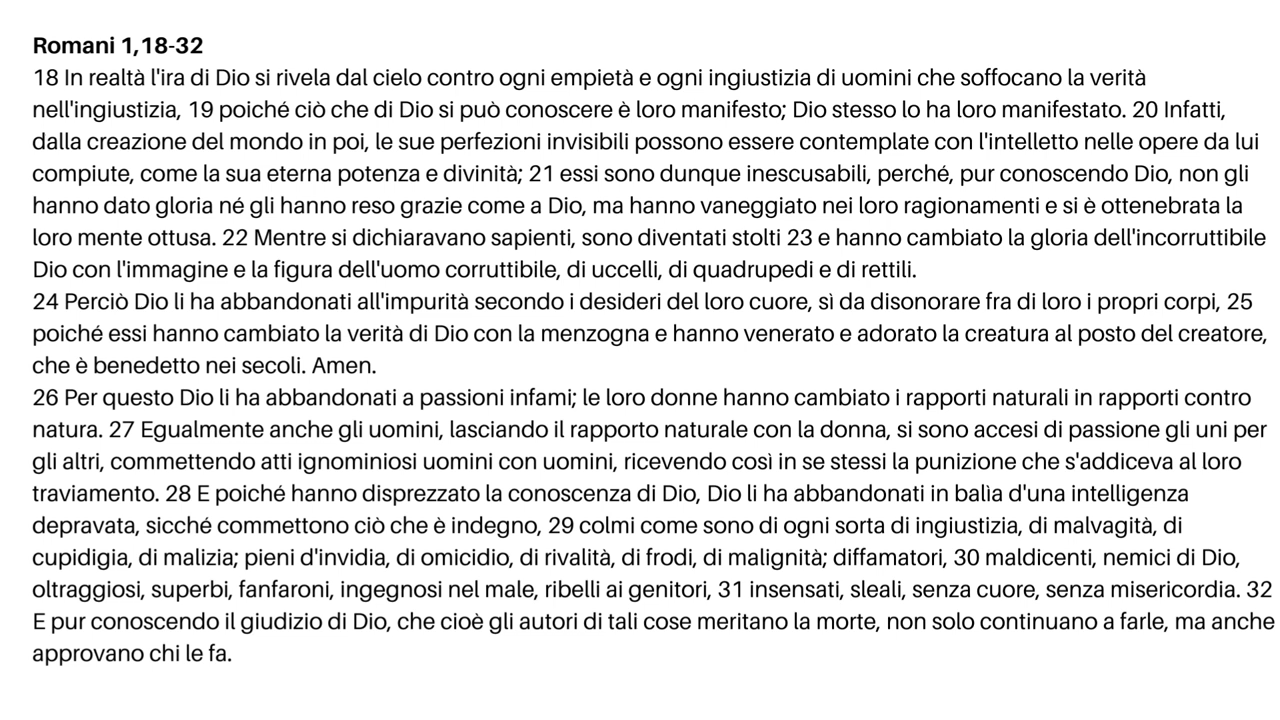 Romani 1,18-32
18 In realtà l'ira di Dio si rivela dal cielo contro ogni empietà e ogni ingiustizia di uomini che soffocano la verità
nell'ingiustizia, 19 poiché ciò che di Dio si può conoscere è loro manifesto; Dio stesso lo ha loro manifestato. 20 Infatti,
dalla creazione del mondo in poi, le sue perfezioni invisibili possono essere contemplate con l'intelletto nelle opere da lui
compiute, come la sua eterna potenza e divinità; 21 essi sono dunque inescusabili, perché, pur conoscendo Dio, non gli
hanno dato gloria né gli hanno reso grazie come a Dio, ma hanno vaneggiato nei loro ragionamenti e si è ottenebrata la
loro mente ottusa. 22 Mentre si dichiaravano sapienti, sono diventati stolti 23 e hanno cambiato la gloria dell'incorruttibile
Dio con l'immagine e la figura dell'uomo corruttibile, di uccelli, di quadrupedi e di rettili.
24 Perciò Dio li ha abbandonati all'impurità secondo i desideri del loro cuore, sì da disonorare fra di loro i propri corpi, 25
poiché essi hanno cambiato la verità di Dio con la menzogna e hanno venerato e adorato la creatura al posto del creatore,
che è benedetto nei secoli. Amen.
26 Per questo Dio li ha abbandonati a passioni infami; le loro donne hanno cambiato i rapporti naturali in rapporti contro
natura. 27 Egualmente anche gli uomini, lasciando il rapporto naturale con la donna, si sono accesi di passione gli uni per
gli altri, commettendo atti ignominiosi uomini con uomini, ricevendo così in se stessi la punizione che s'addiceva al loro
traviamento. 28 E poiché hanno disprezzato la conoscenza di Dio, Dio li ha abbandonati in balìa d'una intelligenza
depravata, sicché commettono ciò che è indegno, 29 colmi come sono di ogni sorta di ingiustizia, di malvagità, di
cupidigia, di malizia; pieni d'invidia, di omicidio, di rivalità, di frodi, di malignità; diffamatori, 30 maldicenti, nemici di Dio,
oltraggiosi, superbi, fanfaroni, ingegnosi nel male, ribelli ai genitori, 31 insensati, sleali, senza cuore, senza misericordia. 32
E pur conoscendo il giudizio di Dio, che cioè gli autori di tali cose meritano la morte, non solo continuano a farle, ma anche
approvano chi le fa.